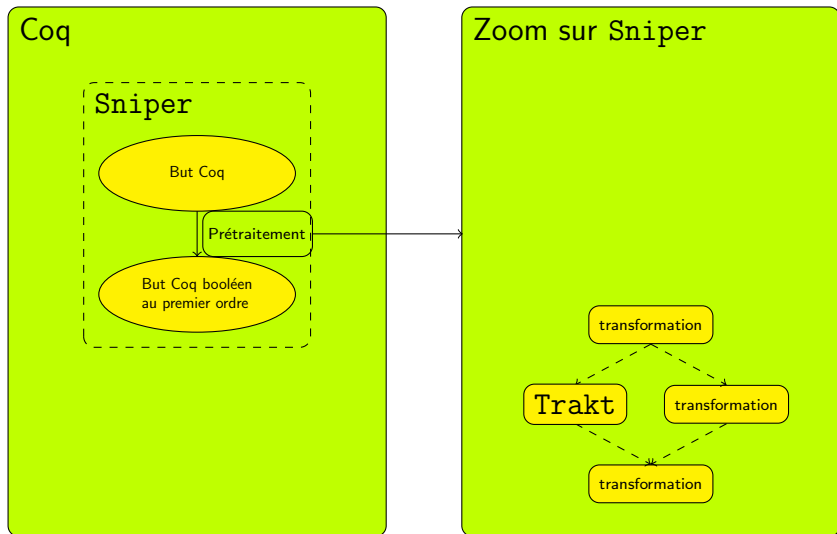 Coq
Sniper
But Coq
Prétraitement
But Coq booléen
au premier ordre
Zoom sur Sniper
transformation
Trakt
transformation
transformation